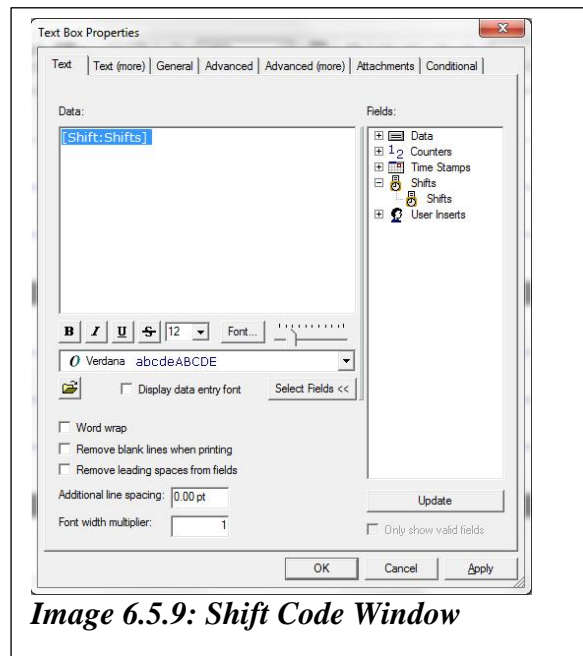 Text Box Properties
Text Text (more) General Advanced Advanced (more) Attachments Conditional
Data:
[Shift:Shifts]
Fields:
Data
1 2 Counters
Time Stamps
Shifts
Shifts
User Inserts
B I U S 12 Font...
O Verdana abcdeABCDE
Display data entry font
Select Fields <<
Word wrap
Remove blank lines when printing
Remove leading spaces from fields
Additional line spacing: 0.00 pt
Font width multiplier: 1
Update
Only show valid fields
OK Cancel Apply
Image 6.5.9: Shift Code Window